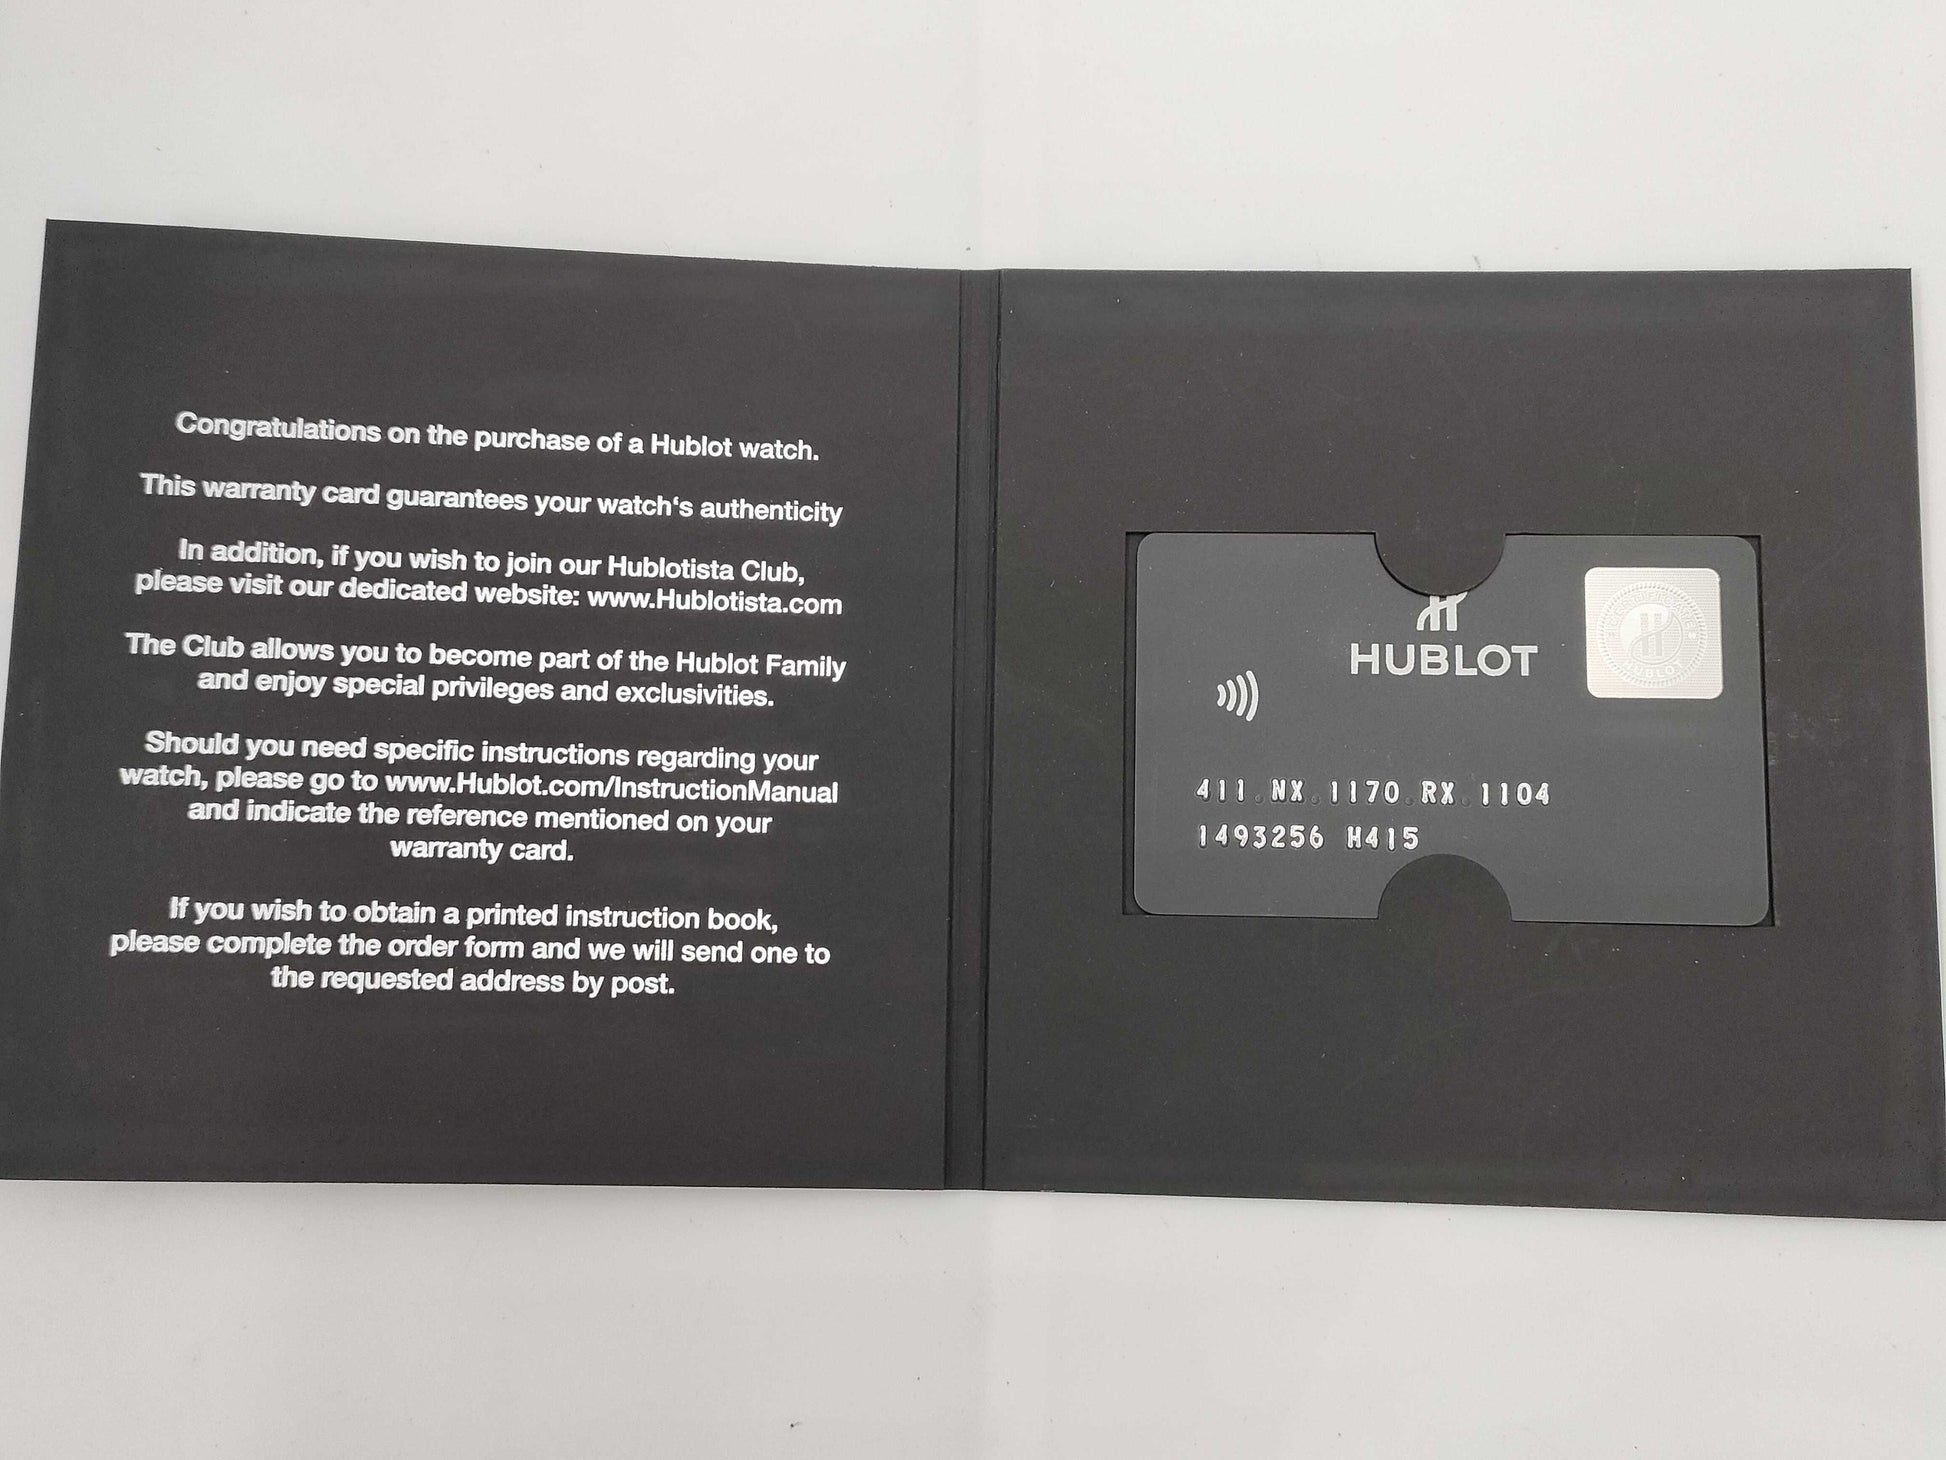 Congratulations on the purchase of a Hublot watch.
This warranty card guarantees your watch‘s authenticity
In addition, if you wish to join our Hublotista Club,
please visit our dedicated website: www.Hublotista.com
The Club allows you to become part of the Hublot Family
and enjoy special privileges and exclusivities.
Should you need specific instructions regarding your
watch, please go to www.Hublot.com/InstructionManual
and indicate the reference mentioned on your
warranty card.
If you wish to obtain a printed instruction book,
please complete the order form and we will send one to
the requested address by post.
HUBLOT
HUBLOT
411.NX.1170.RX.1104
1493256 H415